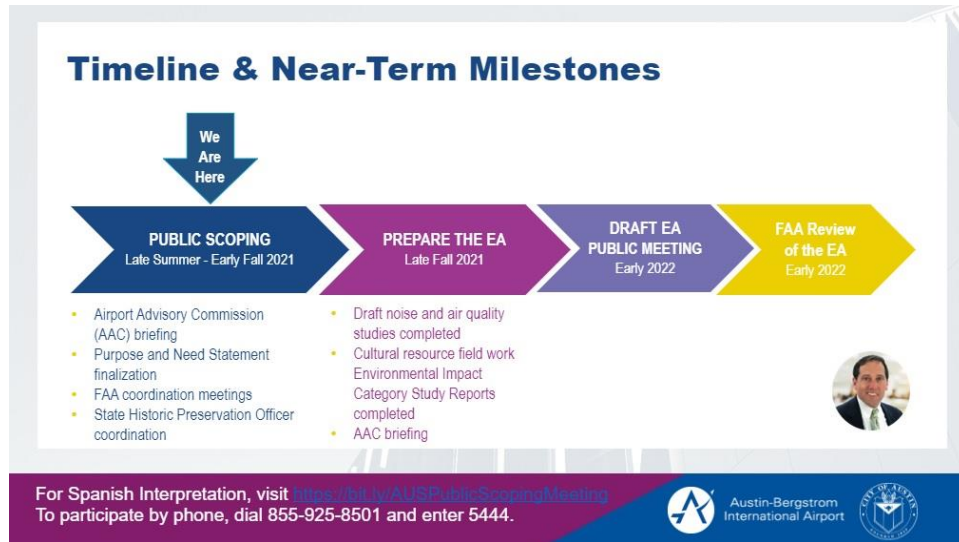 Timeline & Near-Term Milestones
We
Are
Here
PUBLIC SCOPING
Late Summer - Early Fall 2021
PREPARE THE EA
Late Fall 2021
DRAFT EA
PUBLIC MEETING
Early 2022
FAA Review
of the EA
Early 2022
• Airport Advisory Commission
(AAC) briefing
• Purpose and Need Statement
finalization
• FAA coordination meetings
• State Historic Preservation Officer
coordination
• Draft noise and air quality
studies completed
• Cultural resource field work
Environmental Impact
Category Study Reports
completed
• AAC briefing
For Spanish Interpretation, visit https://bit.ly/AUSPublicScopingMeeting
To participate by phone, dial 855-925-8501 and enter 5444.
Austin-Bergstrom
International Airport
CITY OF AUSTIN